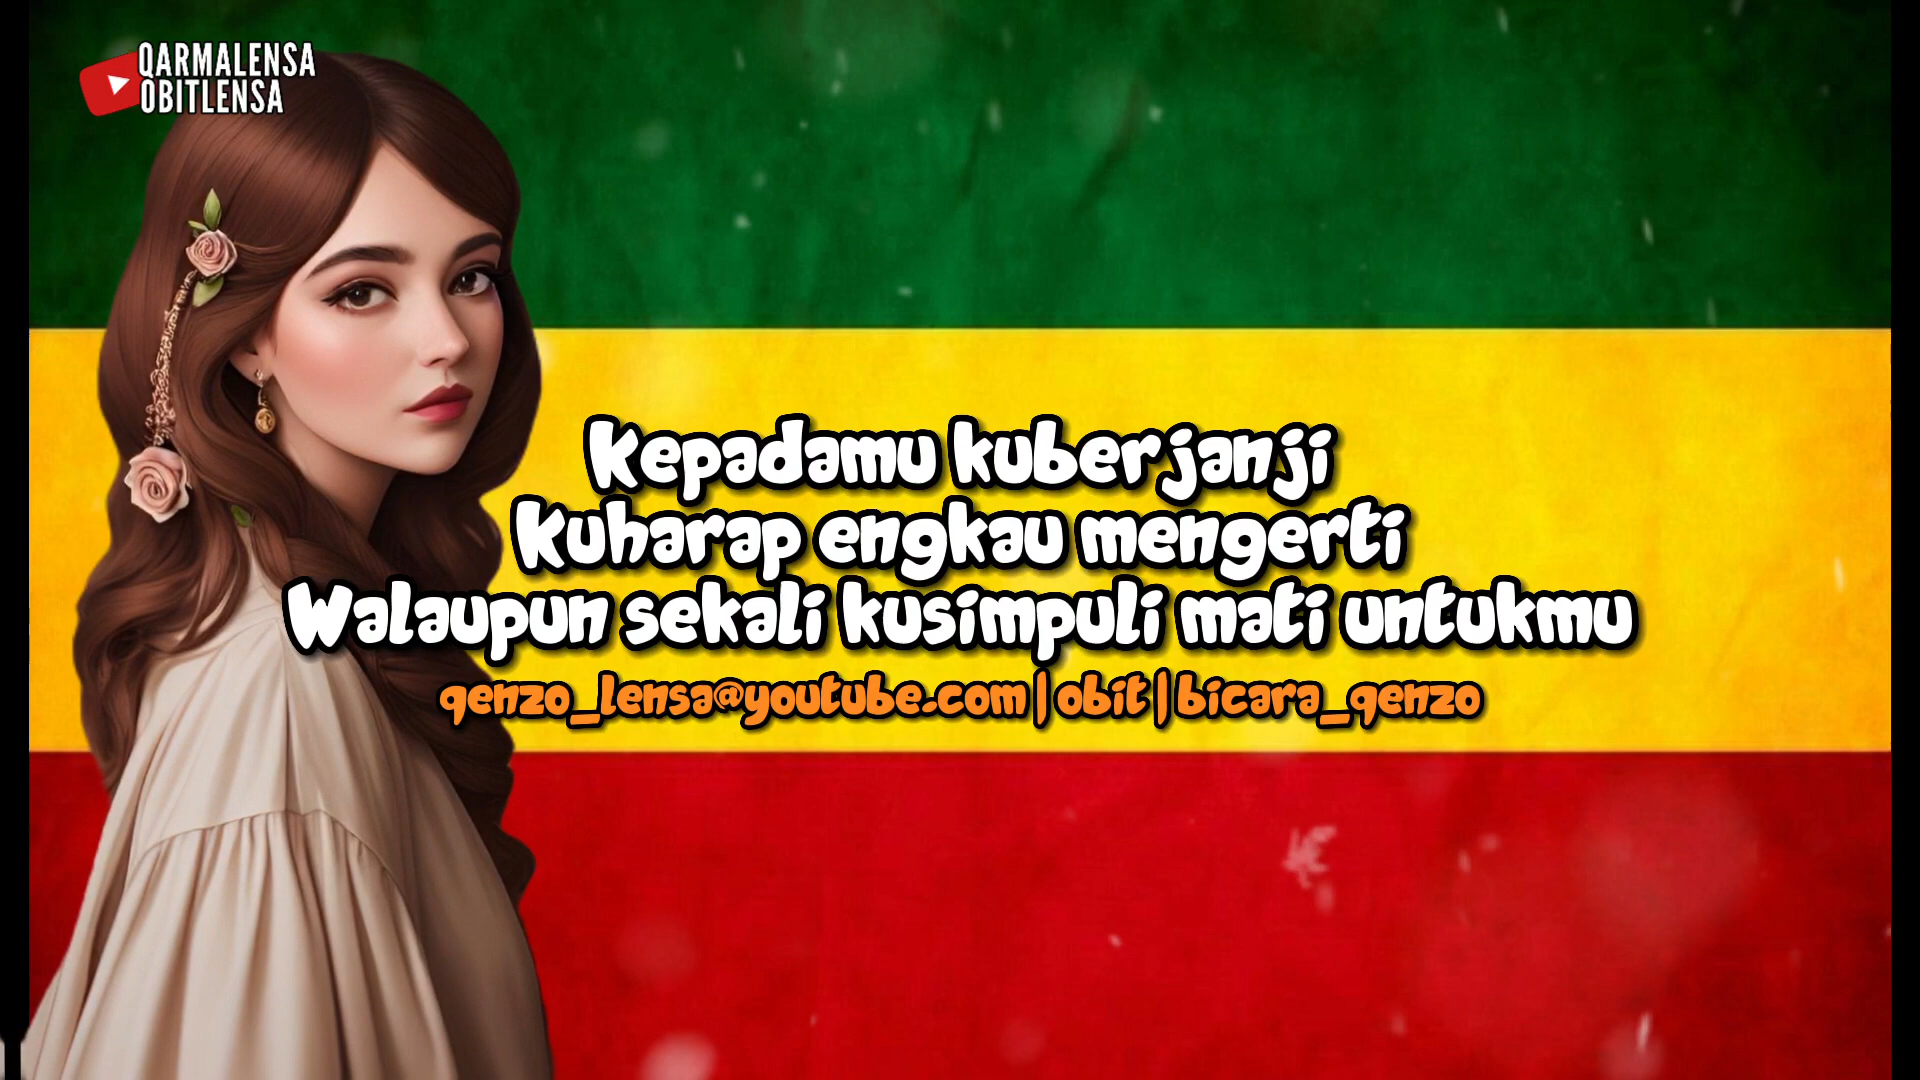 QARMALENSA
OBITLENSA
Kepadamu kuberjanji
Kuharap engkau mengerti
Walaupun sekali kusimpuli mati untukmu
qenzo_lensa@youtube.com|obit|bicara_qenzo